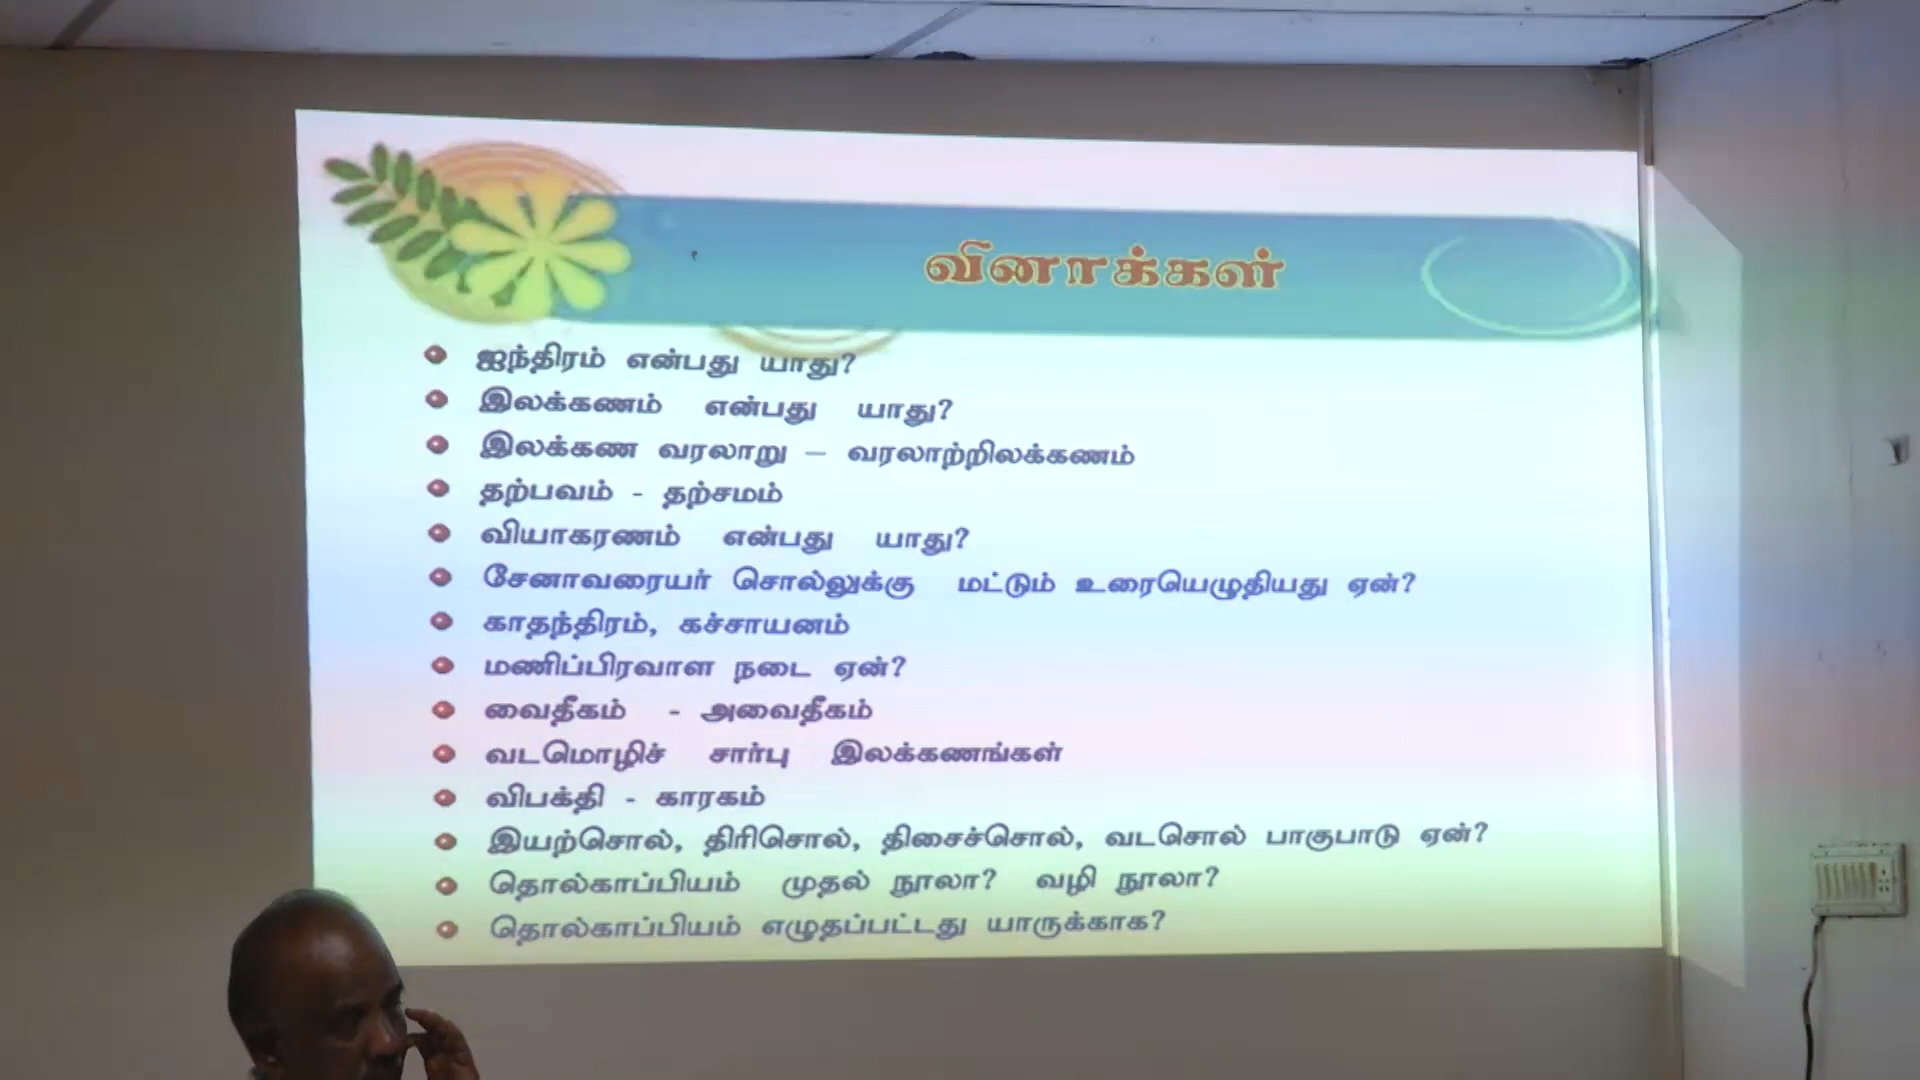 வினாக்கள்
ஐந்திரம் என்பது யாது?
இலக்கணம் என்பது யாது?
இலக்கண வரலாறு – வரலாற்றிலக்கணம்
தற்பவம் - தற்சமம்
வியாகரணம் என்பது யாது?
சேனாவரையர் சொல்லுக்கு மட்டும் உரையெழுதியது ஏன்?
காதந்திரம், கச்சாயனம்
மணிப்பிரவாள நடை ஏன்?
வைதீகம் - அவைதீகம்
வடமொழிச் சார்பு இலக்கணங்கள்
விபக்தி - காரகம்
இயற்சொல், திரிசொல், திசைச்சொல், வடசொல் பாகுபாடு ஏன்?
தொல்காப்பியம் முதல் நூலா? வழி நூலா?
தொல்காப்பியம் எழுதப்பட்டது யாருக்காக?